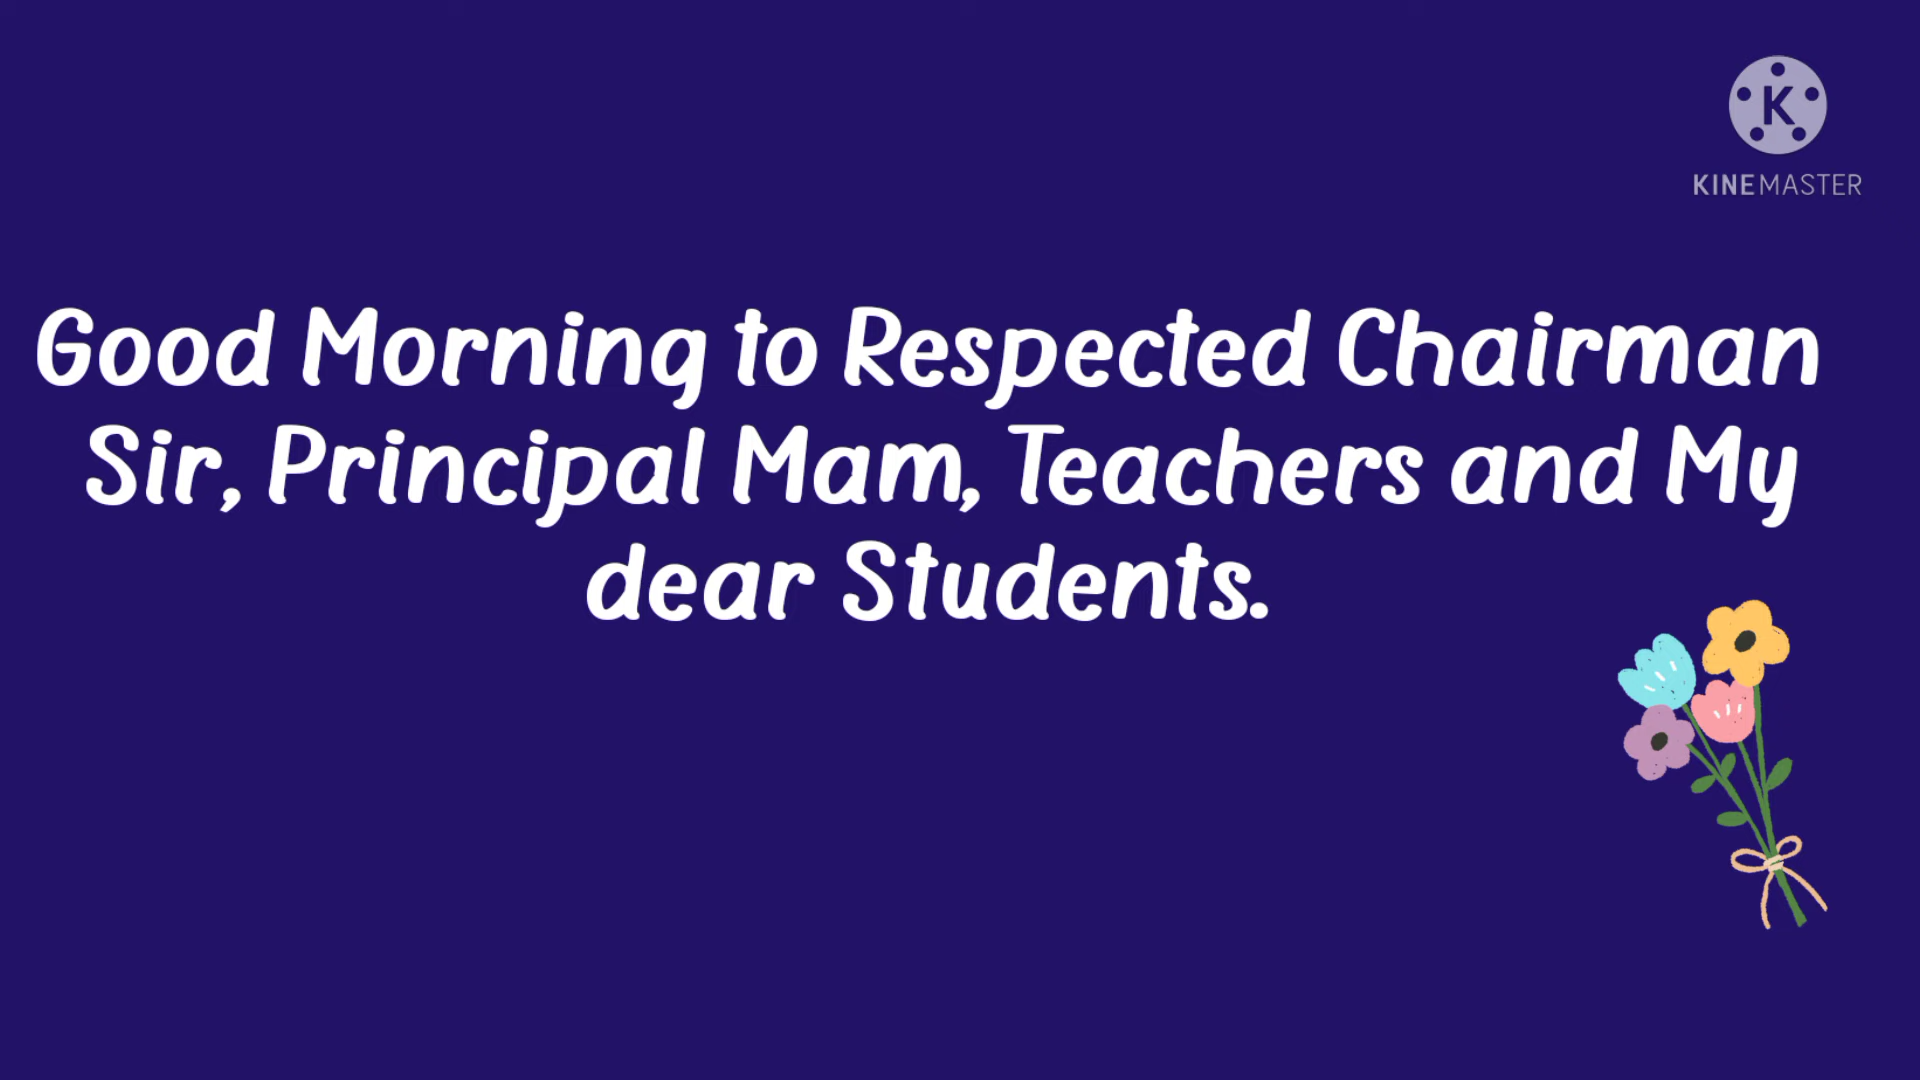 K
KINEMASTER
Good Morning to Respected Chairman
Sir, Principal Mam, Teachers and My
dear Students.